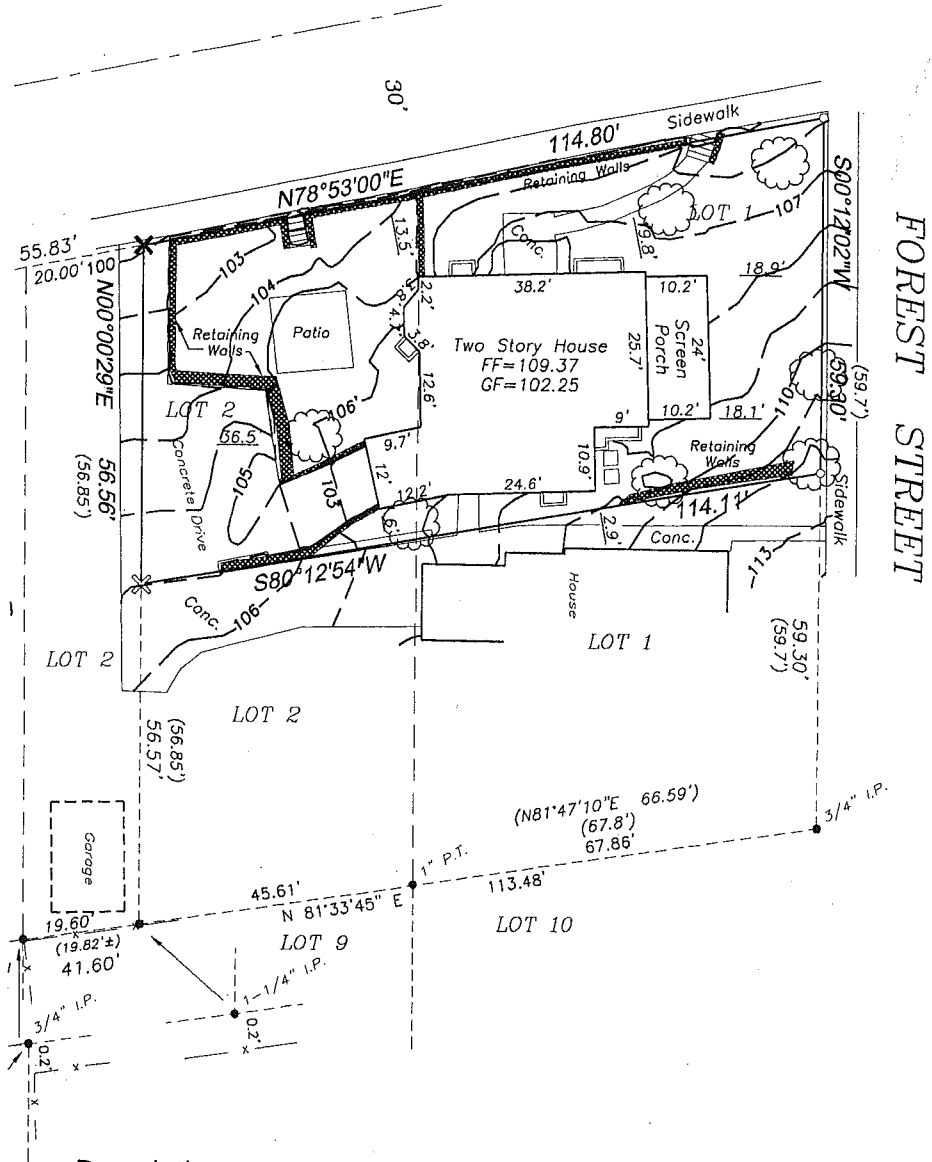 30'
Sidewalk
114.80'
N78°53'00"E
Retaining Walls
LOT 1
107
S00°12'02"W
FOREST STREET
55.83'
20.00'
100
103
13.5'
Conc.
19.8'
18.9'
104
38.2'
10.2'
2.2'
N00°00'29"E
Retaining
Walls
Patio
3.8'
Two Story House
FF=109.37
GF=102.25
25.7'
Screen
Porch
24'
59.30'
(59.7')
12.6'
LOT 2
106'
9'
10.2'
18.1'
110
36.5
9.7'
10.9'
Retaining
Walls
56.56'
(56.85')
Concrete Drive
105
103
12'
12.2'
24.6'
114.11'
Sidewalk
6'
2.9'
Conc.
113
S80°12'54"W
Conc.
106
House
LOT 2
LOT 1
59.30'
(59.7')
LOT 2
(56.85')
56.57'
(N81°47'10"E 66.59')
(67.8')
67.86'
3/4" I.P.
Garage
1" P.T.
45.61'
N 81°33'45" E
113.48'
19.60'
(19.82'±)
41.60'
LOT 9
LOT 10
1-1/4" I.P.
0.2'
3/4" I.P.
0.2'